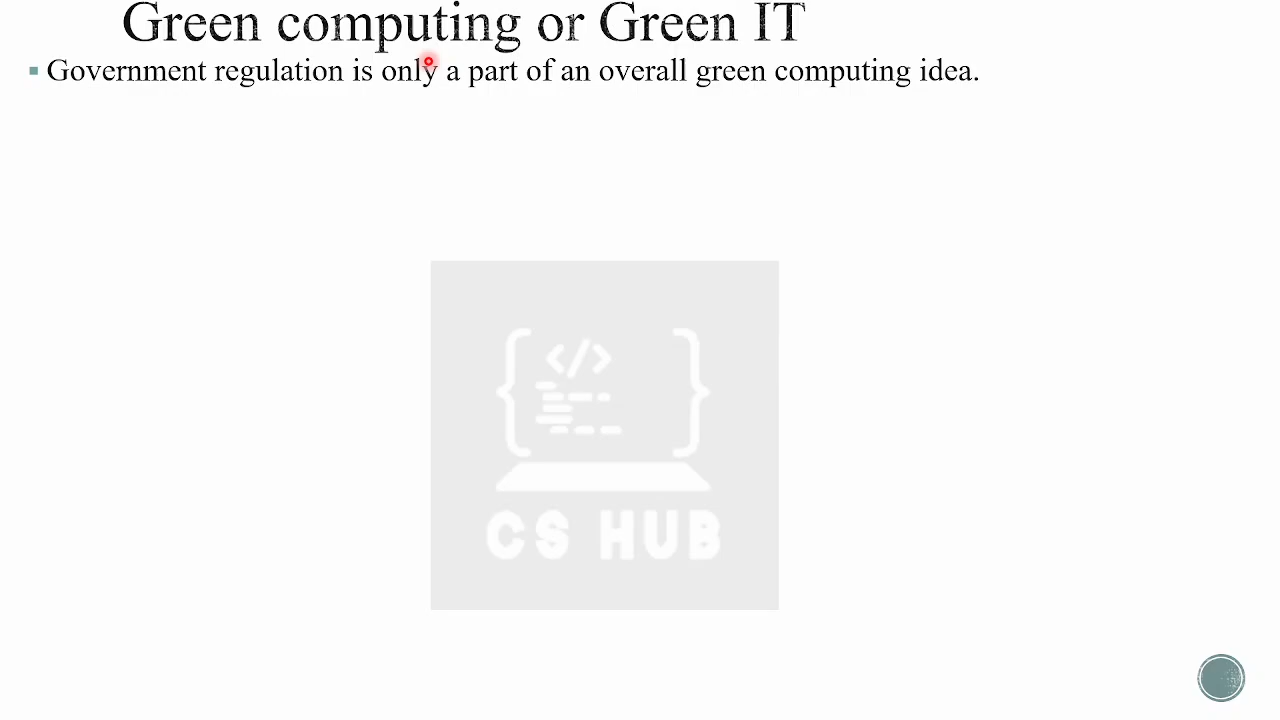 Green computing or Green IT
▪ Government regulation is only a part of an overall green computing idea.
</>
CS HUB